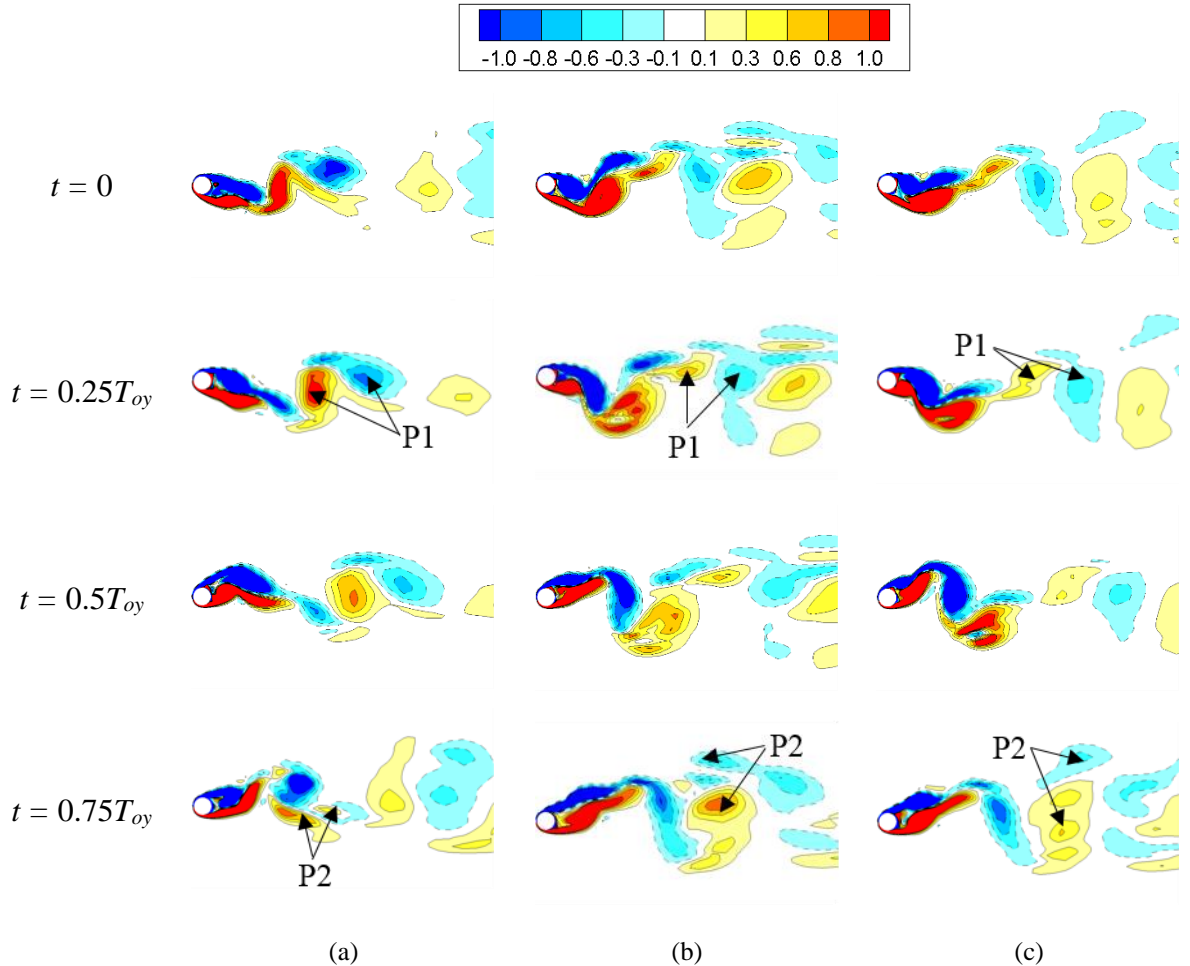 -1.0 -0.8 -0.6 -0.3 -0.1 0.1 0.3 0.6 0.8 1.0
t = 0
t = 0.25Toy
P1
P1
P1
t = 0.5Toy
t = 0.75Toy
P2
P2
P2
(a) (b) (c)